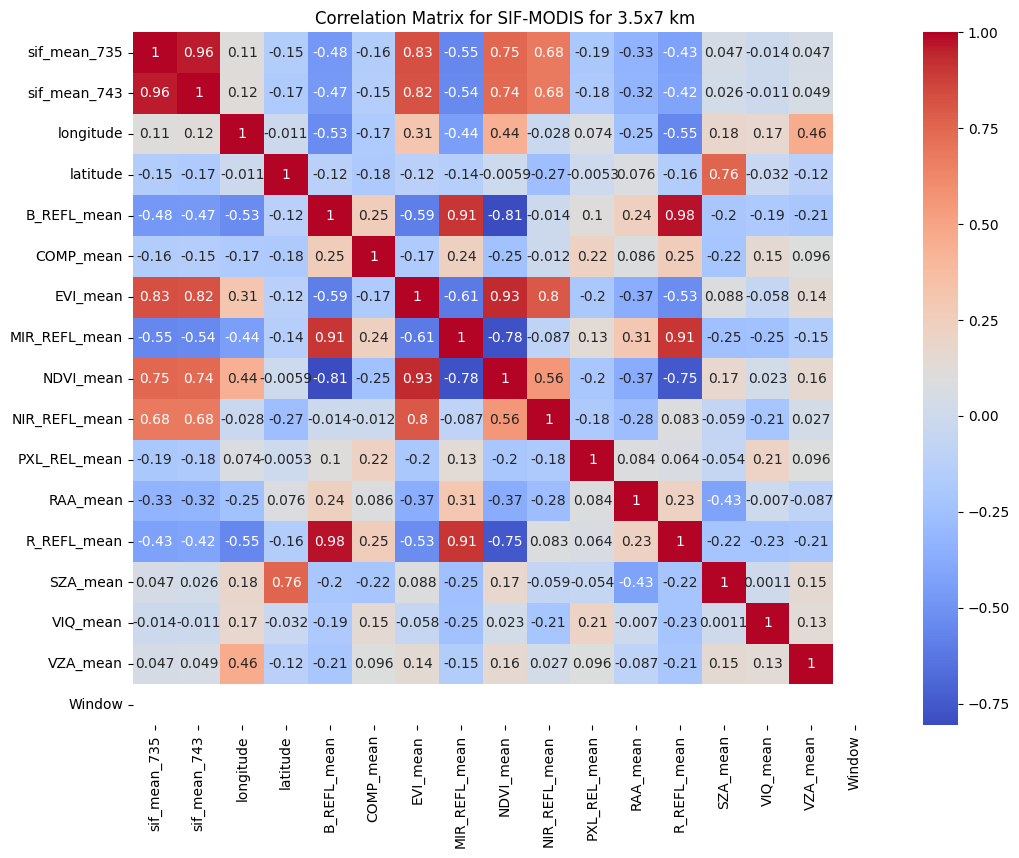 Correlation Matrix for SIF-MODIS for 3.5x7 km
sif_mean_735 1 0.96 0.11 -0.15 -0.48 -0.16 0.83 -0.55 0.75 0.68 -0.19 -0.33 -0.43 0.047 -0.014 0.047
sif_mean_743 0.96 1 0.12 -0.17 -0.47 -0.15 0.82 -0.54 0.74 0.68 -0.18 -0.32 -0.42 0.026 -0.011 0.049
longitude 0.11 0.12 1 -0.011 -0.53 -0.17 0.31 -0.44 0.44 -0.028 0.074 -0.25 -0.55 0.18 0.17 0.46
latitude -0.15 -0.17 -0.011 1 -0.12 -0.18 -0.12 -0.14 -0.0059 -0.27 -0.0053 0.076 -0.16 0.76 -0.032 -0.12
B_REFL_mean -0.48 -0.47 -0.53 -0.12 1 0.25 -0.59 0.91 -0.81 -0.014 0.1 0.24 0.98 -0.2 -0.19 -0.21
COMP_mean -0.16 -0.15 -0.17 -0.18 0.25 1 -0.17 0.24 -0.25 -0.012 0.22 0.086 0.25 -0.22 0.15 0.096
EVI_mean 0.83 0.82 0.31 -0.12 -0.59 -0.17 1 -0.61 0.93 0.8 -0.2 -0.37 -0.53 0.088 -0.058 0.14
MIR_REFL_mean -0.55 -0.54 -0.44 -0.14 0.91 0.24 -0.61 1 -0.78 -0.087 0.13 0.31 0.91 -0.25 -0.25 -0.15
NDVI_mean 0.75 0.74 0.44 -0.0059 -0.81 -0.25 0.93 -0.78 1 0.56 -0.2 -0.37 -0.75 0.17 0.023 0.16
NIR_REFL_mean 0.68 0.68 -0.028 -0.27 -0.014 -0.012 0.8 -0.087 0.56 1 -0.18 -0.28 0.083 -0.059 -0.21 0.027
PXL_REL_mean -0.19 -0.18 0.074 -0.0053 0.1 0.22 -0.2 0.13 -0.2 -0.18 1 0.084 0.064 -0.054 0.21 0.096
RAA_mean -0.33 -0.32 -0.25 0.076 0.24 0.086 -0.37 0.31 -0.37 -0.28 0.084 1 0.23 -0.43 -0.007 -0.087
R_REFL_mean -0.43 -0.42 -0.55 -0.16 0.98 0.25 -0.53 0.91 -0.75 0.083 0.064 0.23 1 -0.22 -0.23 -0.21
SZA_mean 0.047 0.026 0.18 0.76 -0.2 -0.22 0.088 -0.25 0.17 -0.059 -0.054 -0.43 -0.22 1 0.0011 0.15
VIQ_mean -0.014 -0.011 0.17 -0.032 -0.19 0.15 -0.058 -0.25 0.023 -0.21 0.21 -0.007 -0.23 0.0011 1 0.13
VZA_mean 0.047 0.049 0.46 -0.12 -0.21 0.096 0.14 -0.15 0.16 0.027 0.096 -0.087 -0.21 0.15 0.13 1
Window
sif_mean_735
sif_mean_743
longitude
latitude
B_REFL_mean
COMP_mean
EVI_mean
MIR_REFL_mean
NDVI_mean
NIR_REFL_mean
PXL_REL_mean
RAA_mean
R_REFL_mean
SZA_mean
VIQ_mean
VZA_mean
Window
1.00
0.75
0.50
0.25
0.00
−0.25
−0.50
−0.75